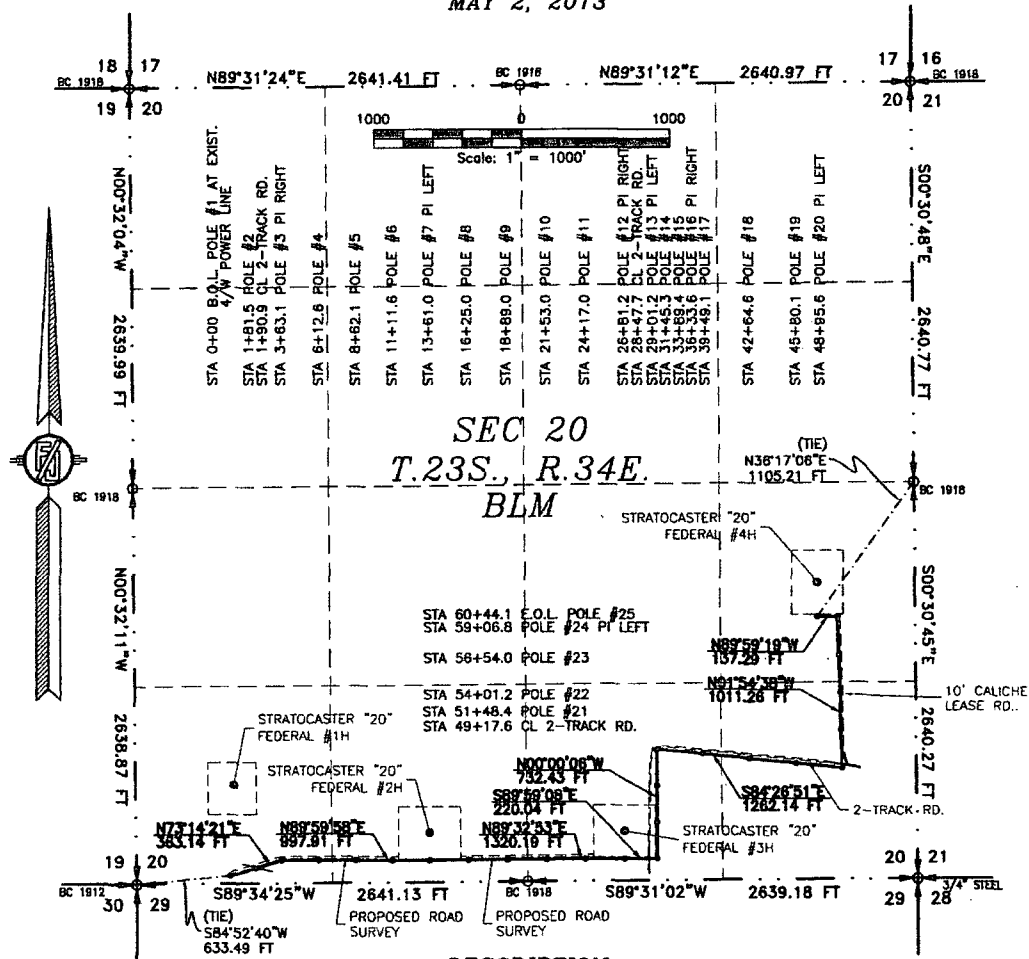 MAY 2, 2013
18 17
17 16
BC 1918
N89°31'24"E 2641.41 FT
BC 1918
N89°31'12"E 2640.97 FT
BC 1918
19 20
20 21
1000 0 1000
Scale: 1" = 1000'
N00°32'04"W 2639.99 FT
S00°30'48"E 2640.77 FT
STA 0+00 B.O.L. POLE #1 AT EXIST.
4/W POWER LINE
STA 1+81.5 POLE #2
STA 1+90.9 CL 2-TRACK RD.
STA 3+63.1 POLE #3 PI RIGHT
STA 6+12.6 POLE #4
STA 8+62.1 POLE #5
STA 11+11.6 POLE #6
STA 13+61.0 POLE #7 PI LEFT
STA 16+25.0 POLE #8
STA 18+89.0 POLE #9
STA 21+53.0 POLE #10
STA 24+17.0 POLE #11
STA 26+81.2 POLE #12 PI RIGHT
STA 28+47.7 CL 2-TRACK RD.
STA 29+01.2 POLE #13 PI LEFT
STA 31+45.3 POLE #14
STA 33+89.4 POLE #15
STA 36+33.6 POLE #16 PI RIGHT
STA 39+49.1 POLE #17
STA 42+64.6 POLE #18
STA 45+80.1 POLE #19
STA 48+95.6 POLE #20 PI LEFT
SEC 20
T.23S., R.34E.
BLM
(TIE)
N36°17'06"E
1105.21 FT
BC 1918
BC 1918
STRATOCASTER "20"
FEDERAL #4H
N00°32'11"W 2638.87 FT
S00°30'45"E 2640.27 FT
STA 60+44.1 E.O.L. POLE #25
STA 59+06.8 POLE #24 PI LEFT
STA 56+54.0 POLE #23
STA 54+01.2 POLE #22
STA 51+48.4 POLE #21
STA 49+17.6 CL 2-TRACK RD.
N89°59'19"W
137.29 FT
N01°54'38"W
1011.26 FT
10' CALICHE
LEASE RD..
STRATOCASTER "20"
FEDERAL #1H
STRATOCASTER "20"
FEDERAL #2H
N00°00'06"W
732.43 FT
S89°59'08"E
220.04 FT
S84°26'51"E
1262.14 FT
2-TRACK RD.
N73°14'21"E
363.14 FT
N89°59'58"E
997.91 FT
N89°32'53"E
1320.19 FT
STRATOCASTER "20"
FEDERAL #3H
19 20
20 21
BC 1912
S89°34'25"W 2641.13 FT
BC 1918
S89°31'02"W 2639.18 FT
3/4" STEEL
30 29
29 28
(TIE)
S84°52'40"W
633.49 FT
PROPOSED ROAD
SURVEY
PROPOSED ROAD
SURVEY